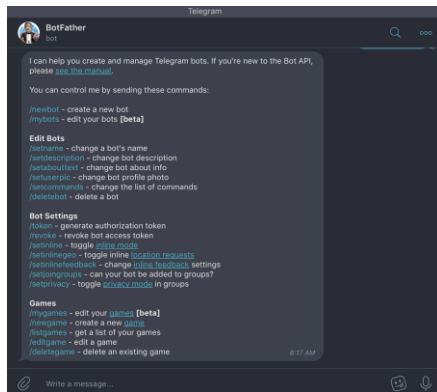 Telegram
BotFather
bot
I can help you create and manage Telegram bots. If you're new to the Bot API,
please see the manual.
You can control me by sending these commands:
/newbot - create a new bot
/mybots - edit your bots [beta]
Edit Bots
/setname - change a bot's name
/setdescription - change bot description
/setabouttext - change bot about info
/setuserpic - change bot profile photo
/setcommands - change the list of commands
/deletebot - delete a bot
Bot Settings
/token - generate authorization token
/revoke - revoke bot access token
/setinline - toggle inline mode
/setinlinegeo - toggle inline location requests
/setinlinefeedback - change inline feedback settings
/setjoingroups - can your bot be added to groups?
/setprivacy - toggle privacy mode in groups
Games
/mygames - edit your games [beta]
/newgame - create a new game
/listgames - get a list of your games
/editgame - edit a game
/deletegame - delete an existing game
8:17 AM
Write a message...